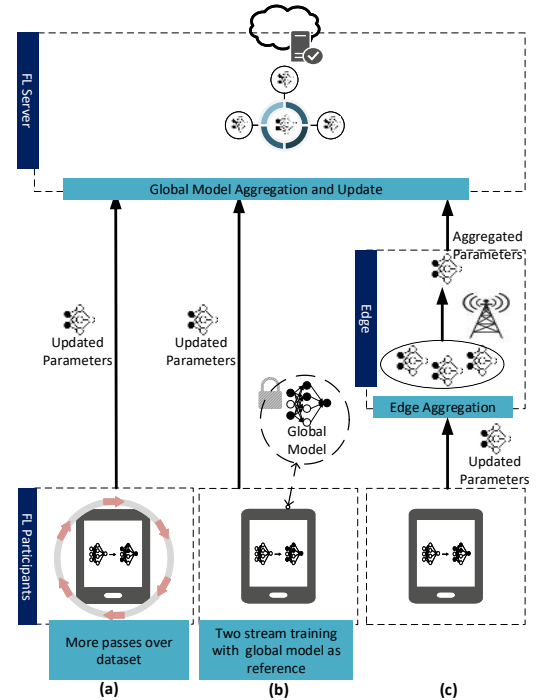 FL Server
Global Model Aggregation and Update
Aggregated
Parameters
Edge
Updated
Parameters
Updated
Parameters
Edge Aggregation
Global
Model
Updated
Parameters
FL Participants
More passes over
dataset
Two stream training
with global model as
reference
(a)
(b)
(c)